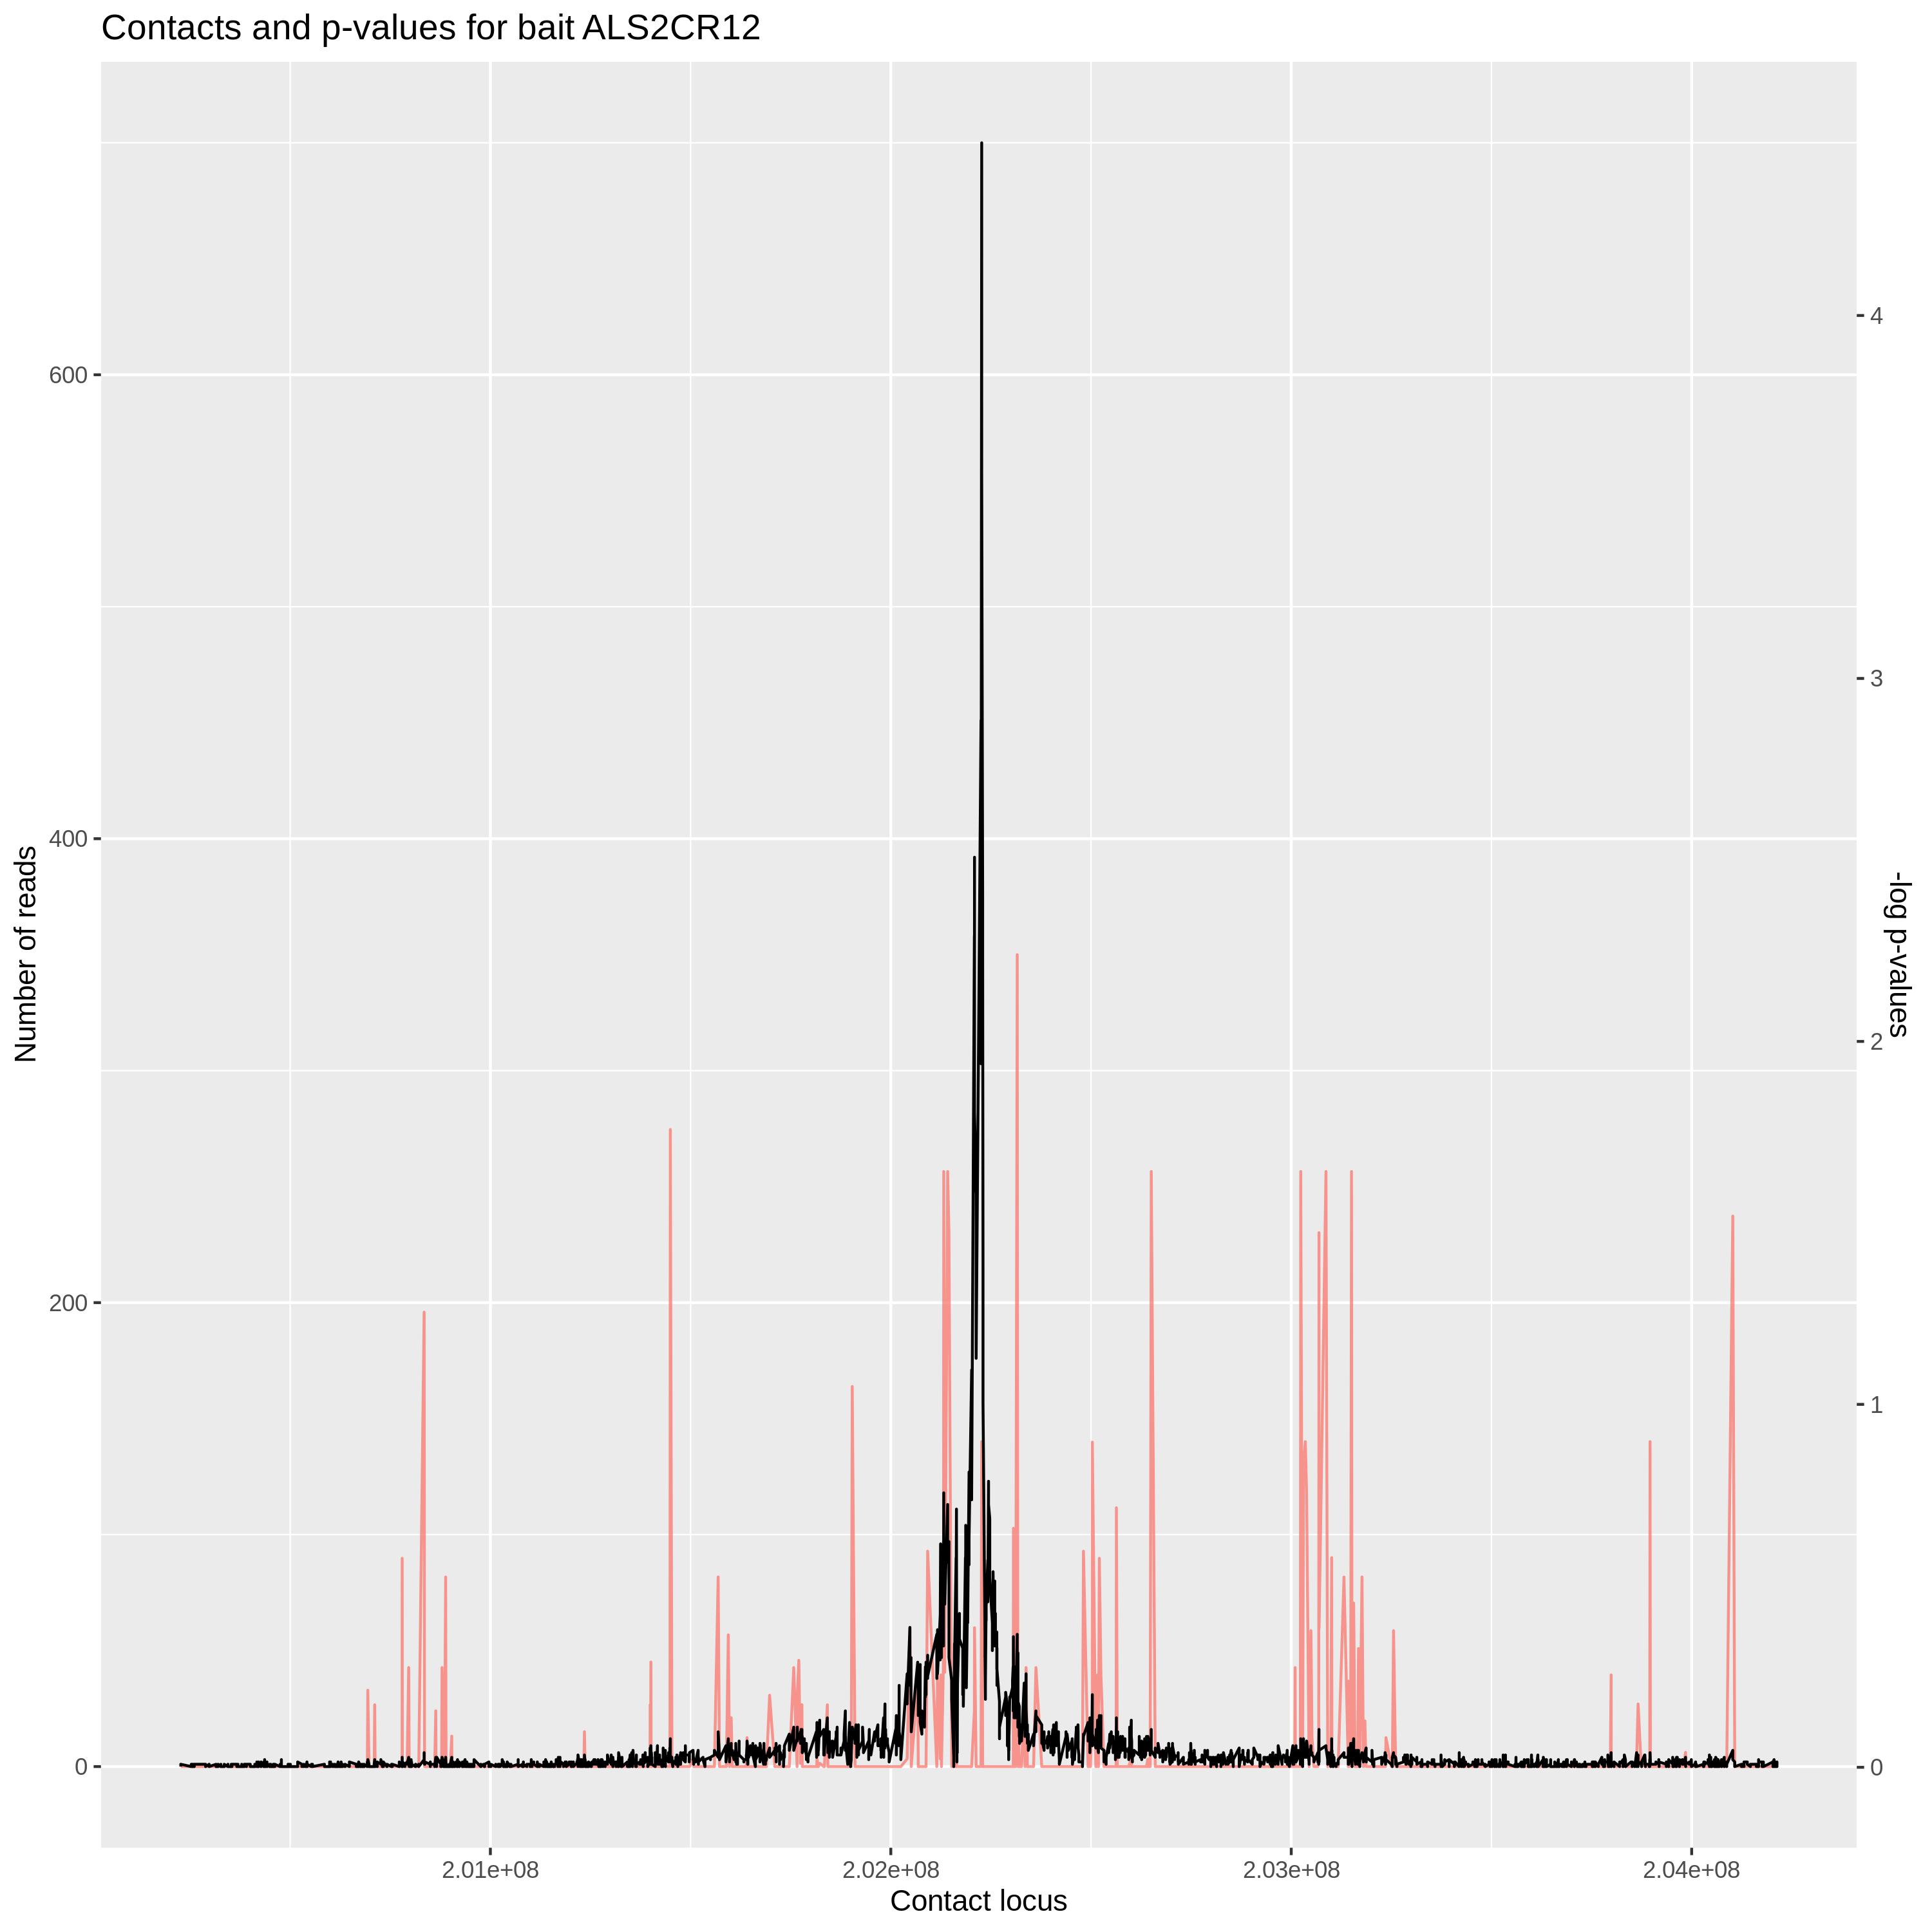 Contacts and p-values for bait ALS2CR12
Number of reads
600
400
200
0
4
3
2
1
0
-log p-values
2.01e+08
2.02e+08
2.03e+08
2.04e+08
Contact locus